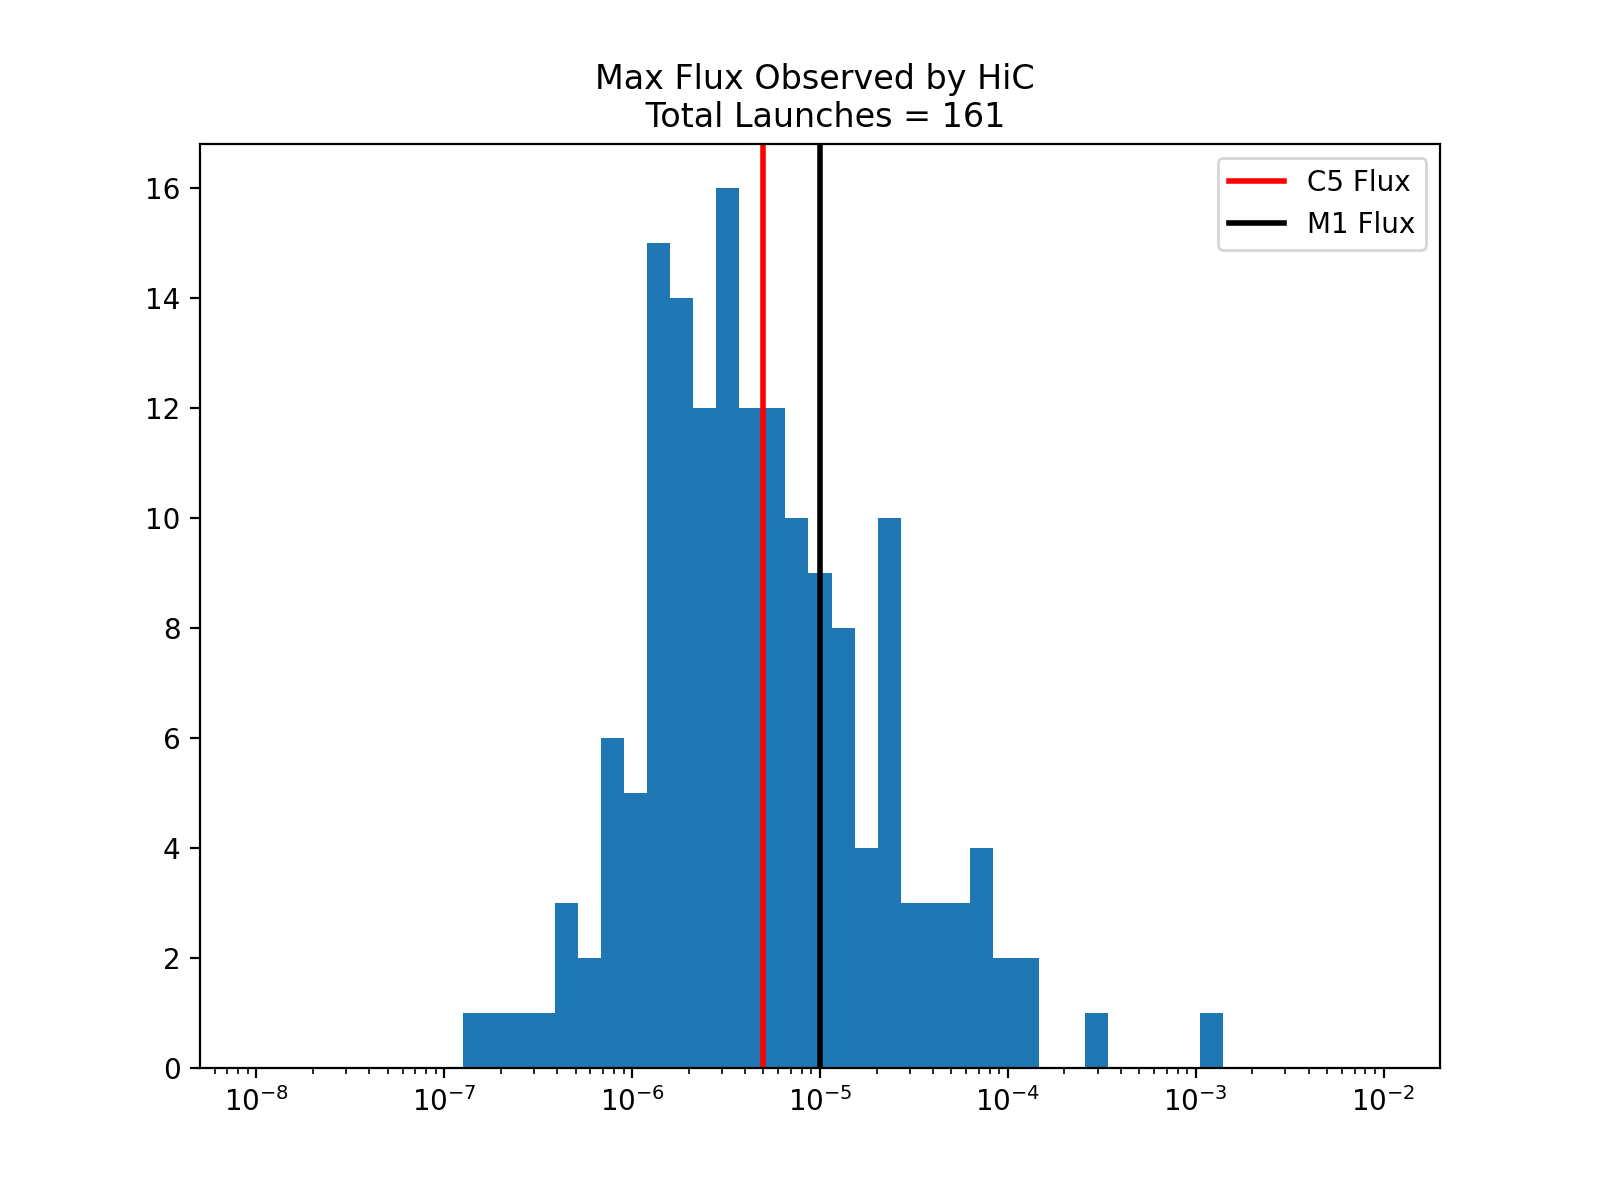 Max Flux Observed by HiC
Total Launches = 161
C5 Flux
M1 Flux
16
14
12
10
8
6
4
2
0
10⁻⁸ 10⁻⁷ 10⁻⁶ 10⁻⁵ 10⁻⁴ 10⁻³ 10⁻²